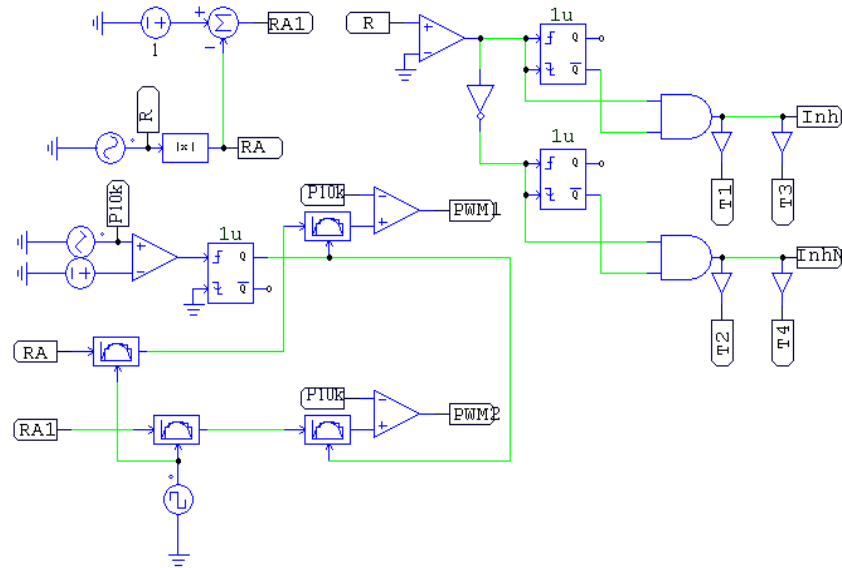 1
RA1
R
|x|
RA
R
1u
Q
Q
Inh
T1
T3
1u
Q
Q
InhN
T2
T4
P10k
P10k
PWM1
1u
Q
Q
RA
P10k
PWM2
RA1